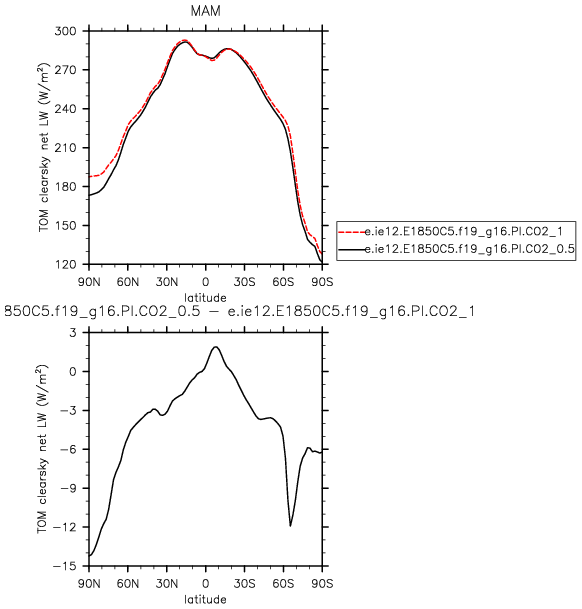 MAM
300
270
240
210
180
150
120
TOM clearsky net LW (W/m²)
90N 60N 30N 0 30S 60S 90S
latitude
e.ie12.E1850C5.f19_g16.PI.CO2_1
e.ie12.E1850C5.f19_g16.PI.CO2_0.5
850C5.f19_g16.PI.CO2_0.5 − e.ie12.E1850C5.f19_g16.PI.CO2_1
3
0
−3
−6
−9
−12
−15
TOM clearsky net LW (W/m²)
90N 60N 30N 0 30S 60S 90S
latitude